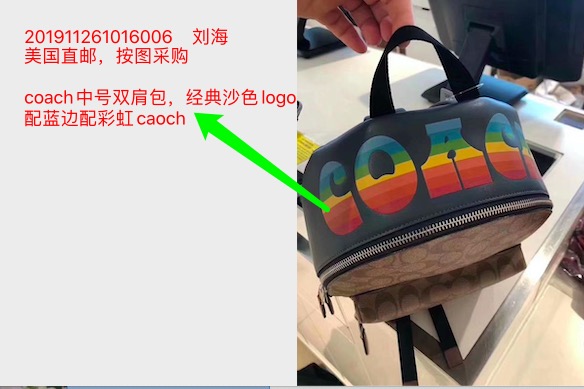 201911261016006 刘海
美国直邮，按图采购
coach中号双肩包，经典沙色logo
配蓝边配彩虹caoch
COAC